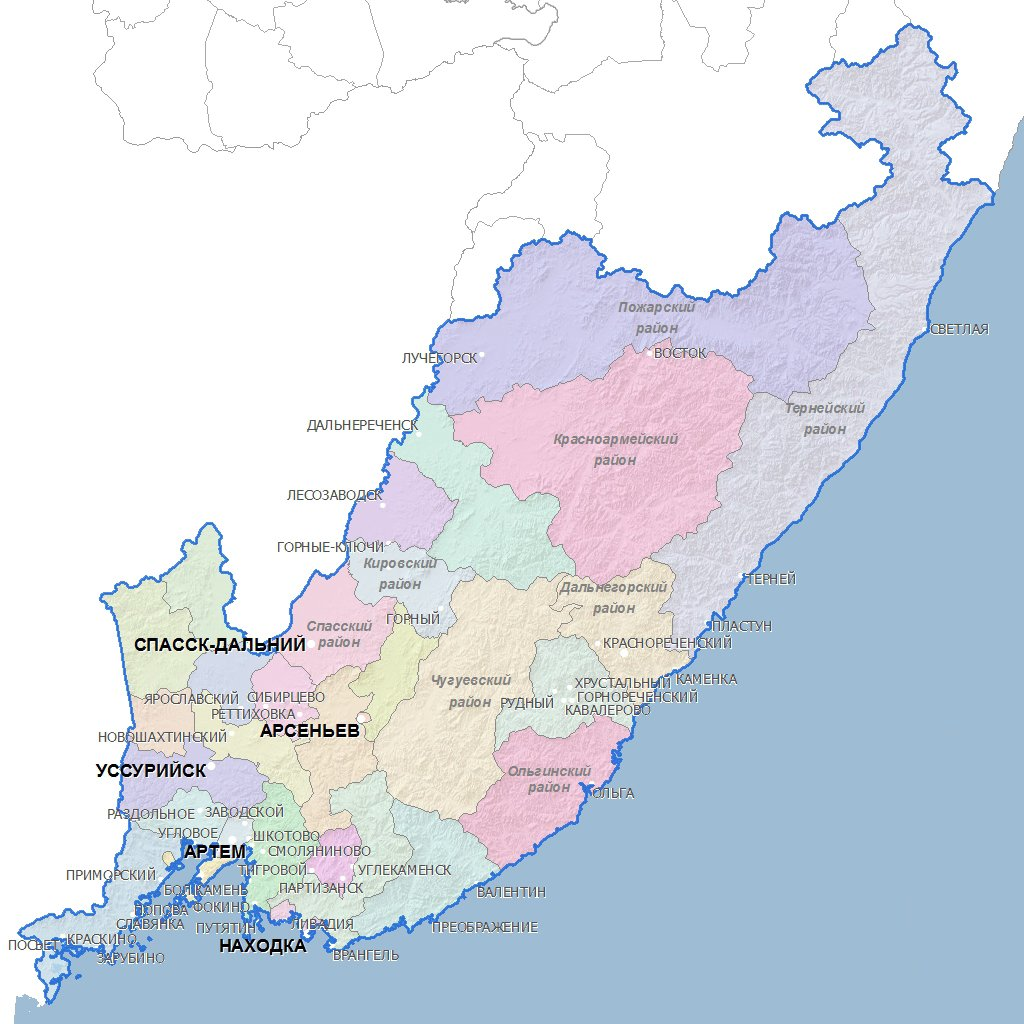 Пожарский
район
СВЕТЛАЯ
ЛУЧЕГОРСК
ВОСТОК
Тернейский
район
ДАЛЬНЕРЕЧЕНСК
Красноармейский
район
ЛЕСОЗАВОДСК
ГОРНЫЕ-КЛЮЧИ
Кировский
район
ТЕРНЕЙ
Дальнегорский
район
ГОРНЫЙ
Спасский
район
ПЛАСТУН
СПАССК-ДАЛЬНИЙ
КРАСНОРЕЧЕНСКИЙ
Чугуевский
район
ХРУСТАЛЬНЫЙ
КАМЕНКА
ЯРОСЛАВСКИЙ
СИБИРЦЕВО
ГОРНОРЕЧЕНСКИЙ
РУДНЫЙ
КАВАЛЕРОВО
РЕТТИХОВКА
АРСЕНЬЕВ
НОВОШАХТИНСКИЙ
УССУРИЙСК
Ольгинский
район
ОЛЬГА
РАЗДОЛЬНОЕ
ЗАВОДСКОЙ
УГЛОВОЕ
ШКОТОВО
АРТЕМ
СМОЛЯНИНОВО
ТИГРОВОЙ
УГЛЕКАМЕНСК
ПРИМОРСКИЙ
БОЛ.КАМЕНЬ
ПАРТИЗАНСК
ВАЛЕНТИН
ПОПОВА
ФОКИНО
СЛАВЯНКА
ПУТЯТИН
ЛИВАДИЯ
ПРЕОБРАЖЕНИЕ
ПОСЬЕТ
КРАСКИНО
НАХОДКА
ЗАРУБИНО
ВРАНГЕЛЬ